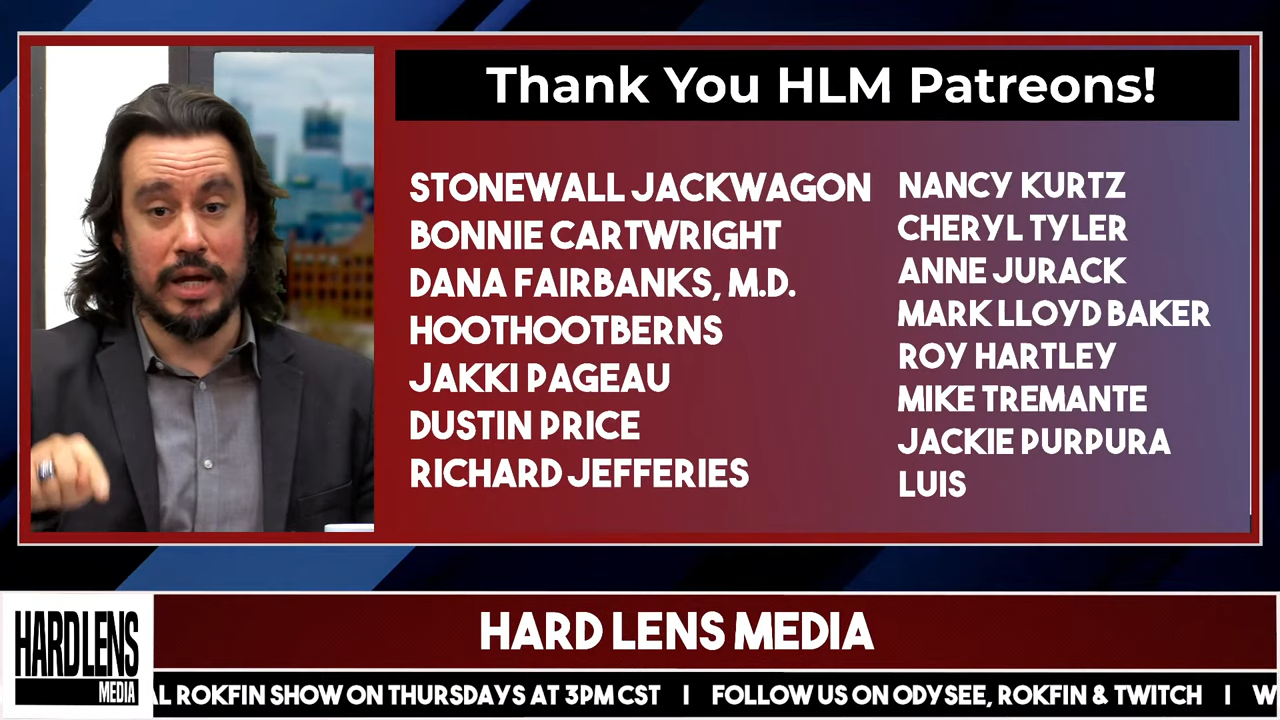 Thank You HLM Patreons!
STONEWALL JACKWAGON
BONNIE CARTWRIGHT
DANA FAIRBANKS, M.D.
HOOTHOOTBERNS
JAKKI PAGEAU
DUSTIN PRICE
RICHARD JEFFERIES
NANCY KURTZ
CHERYL TYLER
ANNE JURACK
MARK LLOYD BAKER
ROY HARTLEY
MIKE TREMANTE
JACKIE PURPURA
LUIS
HARD LENS MEDIA
HARDLENS
MEDIA
ROKFIN SHOW ON THURSDAYS AT 3PM CST | FOLLOW US ON ODYSEE, ROKFIN & TWITCH |